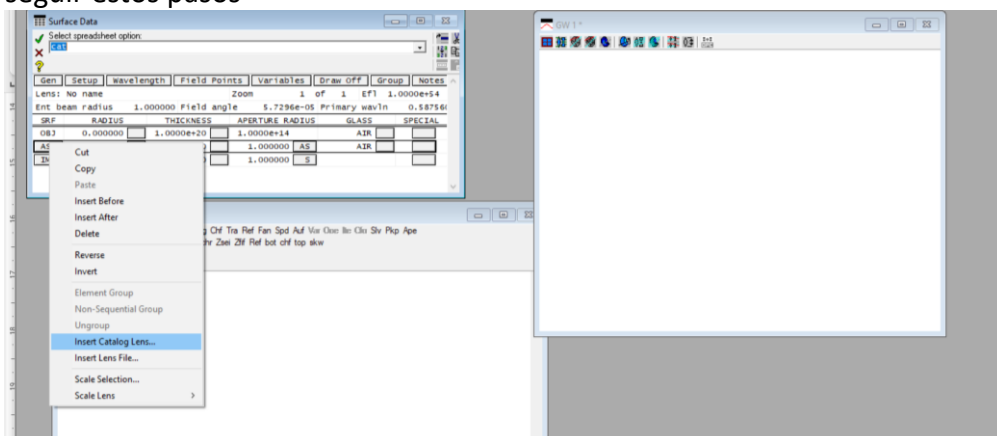 seguir estos pasos
Surface Data
Select spreadsheet option:
cat
Gen Setup Wavelength Field Points Variables Draw Off Group Notes
Lens: No name Zoom 1 of 1 Efl 1.0000e+54
Ent beam radius 1.000000 Field angle 5.7296e-05 Primary wavln 0.58756
SRF RADIUS THICKNESS APERTURE RADIUS GLASS SPECIAL
OBJ 0.000000 1.0000e+20 1.0000e+14 AIR
AS 1.000000 AS AIR
1.000000 S
Cut
Copy
Paste
Insert Before
Insert After
Delete
Reverse
Invert
Element Group
Non-Sequential Group
Ungroup
Insert Catalog Lens...
Insert Lens File...
Scale Selection...
Scale Lens >
Chf Tra Ref Fan Spd Auf Var Ope Ite Slv Pkp Ape
Zsei Ref bot chf top skw
GW 1 *